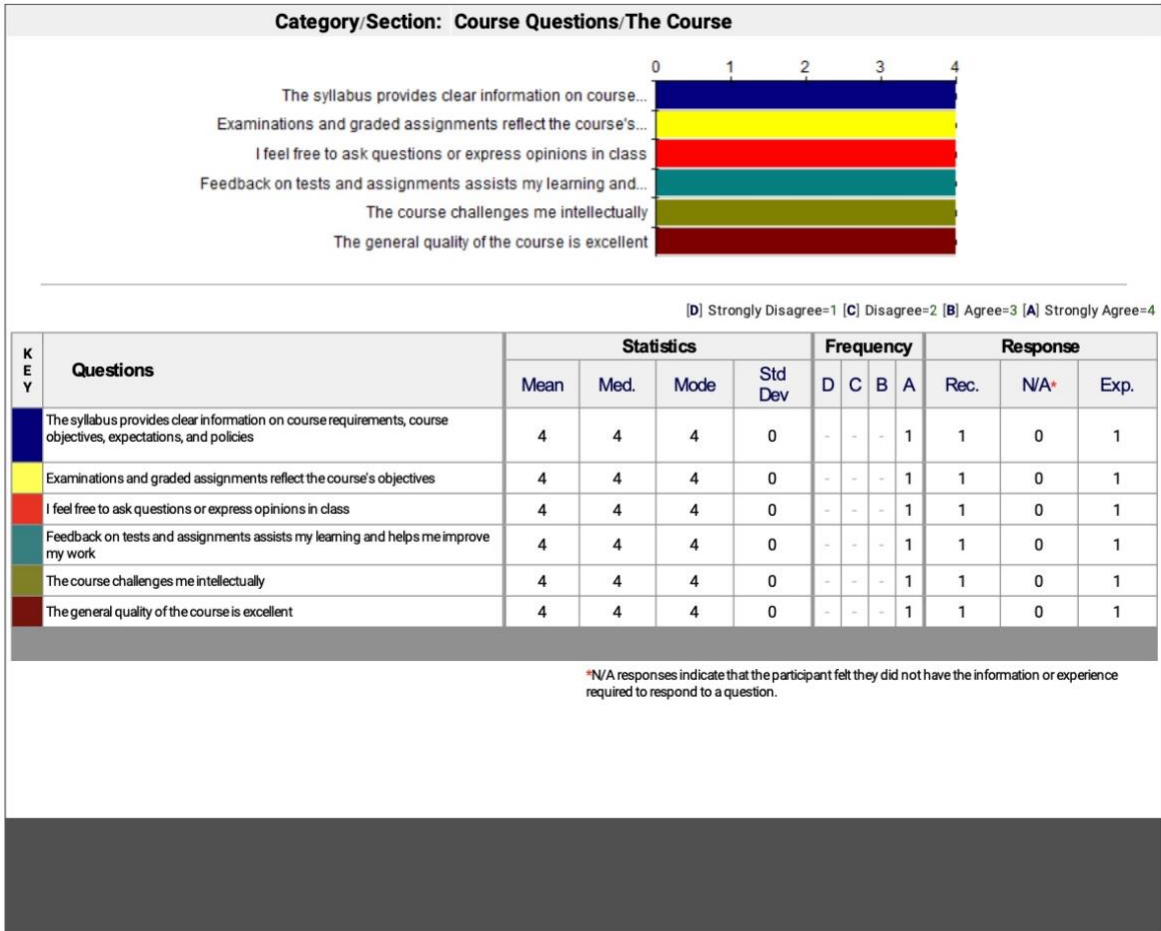 Category/Section: Course Questions/The Course
0 1 2 3 4
The syllabus provides clear information on course...
Examinations and graded assignments reflect the course's...
I feel free to ask questions or express opinions in class
Feedback on tests and assignments assists my learning and...
The course challenges me intellectually
The general quality of the course is excellent
[D] Strongly Disagree=1 [C] Disagree=2 [B] Agree=3 [A] Strongly Agree=4
KEY Questions Statistics Frequency Response
Mean Med. Mode Std Dev D C B A Rec. N/A* Exp.
The syllabus provides clear information on course requirements, course
objectives, expectations, and policies 4 4 4 0 - - - 1 1 0 1
Examinations and graded assignments reflect the course's objectives 4 4 4 0 - - - 1 1 0 1
I feel free to ask questions or express opinions in class 4 4 4 0 - - - 1 1 0 1
Feedback on tests and assignments assists my learning and helps me improve
my work 4 4 4 0 - - - 1 1 0 1
The course challenges me intellectually 4 4 4 0 - - - 1 1 0 1
The general quality of the course is excellent 4 4 4 0 - - - 1 1 0 1
*N/A responses indicate that the participant felt they did not have the information or experience
required to respond to a question.